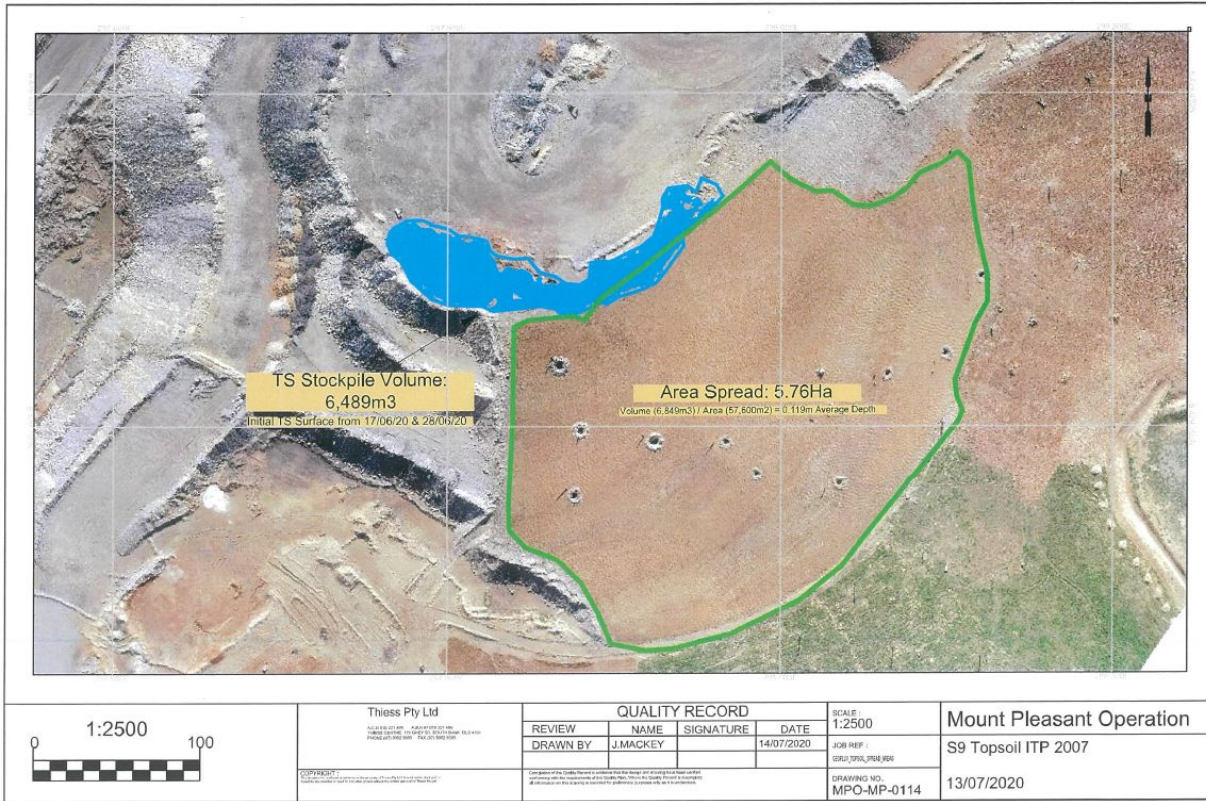 TS Stockpile Volume:
6,489m3
Initial TS Surface from 17/06/20 & 28/06/20
Area Spread: 5.76Ha
Volume (6,849m3) / Area (57,600m2) = 0.119m Average Depth
1:2500
0 100
Thiess Pty Ltd
COPYRIGHT :
QUALITY RECORD
REVIEW NAME SIGNATURE DATE
DRAWN BY J.MACKEY 14/07/2020
SCALE :
1:2500
JOB REF :
DRAWING NO.
MPO-MP-0114
Mount Pleasant Operation
S9 Topsoil ITP 2007
13/07/2020